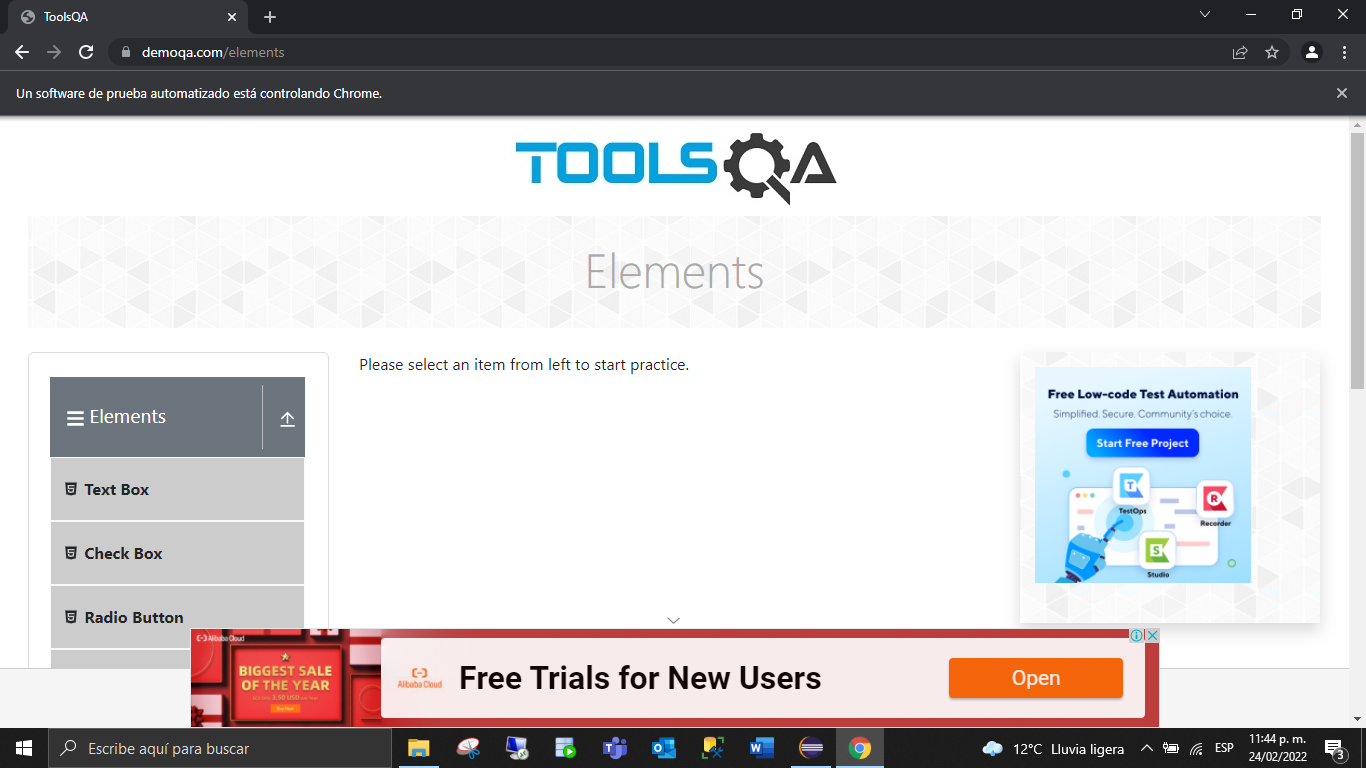 ToolsQA
demoqa.com/elements
Un software de prueba automatizado está controlando Chrome.
TOOLSQA
Elements
Please select an item from left to start practice.
Elements
Text Box
Check Box
Radio Button
Free Low-code Test Automation
Simplified. Secure. Community's choice.
Start Free Project
TestOps
Recorder
Studio
Alibaba Cloud
BIGGEST SALE
OF THE YEAR
Buy Now
Alibaba Cloud
Free Trials for New Users
Open
Escribe aquí para buscar
12°C Lluvia ligera
ESP
11:44 p. m.
24/02/2022
3